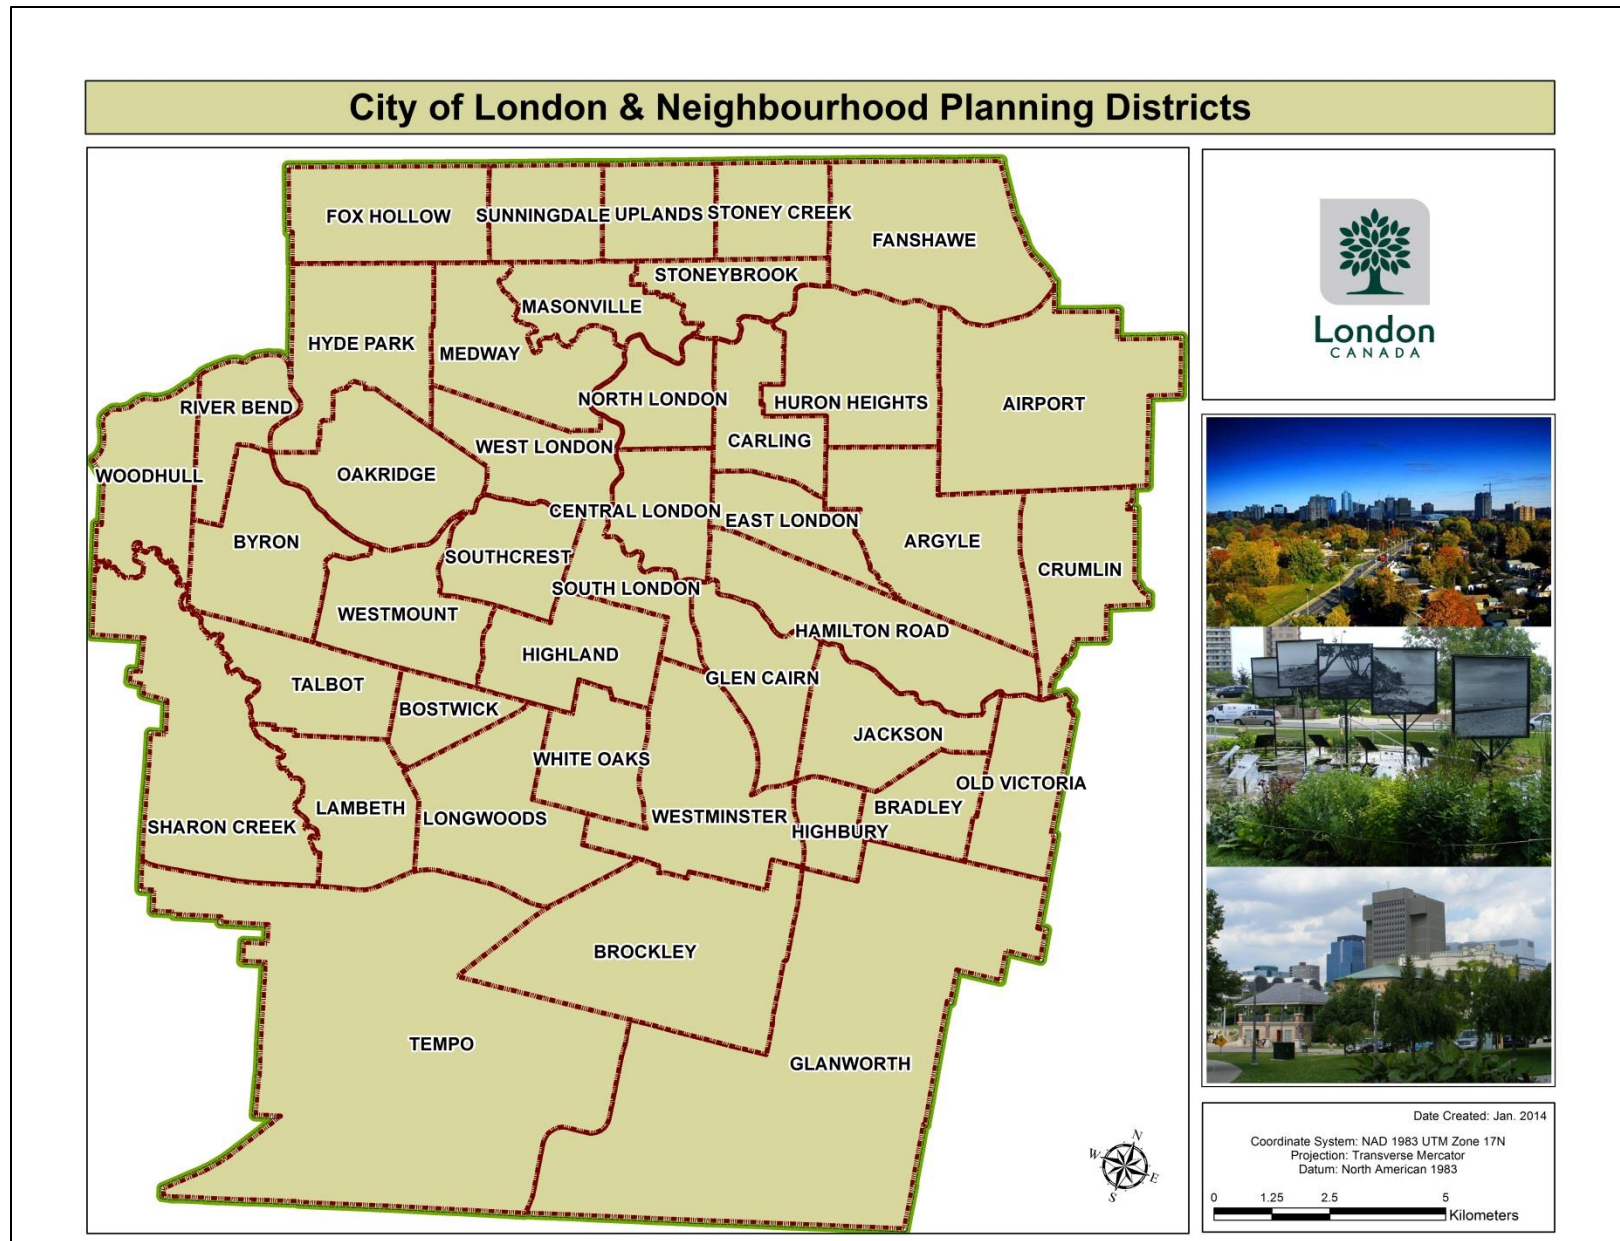 City of London & Neighbourhood Planning Districts
FOX HOLLOW
SUNNINGDALE
UPLANDS
STONEY CREEK
FANSHAWE
STONEYBROOK
MASONVILLE
HYDE PARK
MEDWAY
RIVER BEND
NORTH LONDON
HURON HEIGHTS
AIRPORT
CARLING
WEST LONDON
WOODHULL
OAKRIDGE
CENTRAL LONDON
EAST LONDON
BYRON
ARGYLE
SOUTHCREST
CRUMLIN
SOUTH LONDON
WESTMOUNT
HAMILTON ROAD
HIGHLAND
GLEN CAIRN
TALBOT
BOSTWICK
JACKSON
WHITE OAKS
OLD VICTORIA
LAMBETH
BRADLEY
LONGWOODS
WESTMINSTER
SHARON CREEK
HIGHBURY
BROCKLEY
TEMPO
GLANWORTH
N
W
E
S
London
CANADA
Date Created: Jan. 2014
Coordinate System: NAD 1983 UTM Zone 17N
Projection: Transverse Mercator
Datum: North American 1983
0 1.25 2.5 5
Kilometers